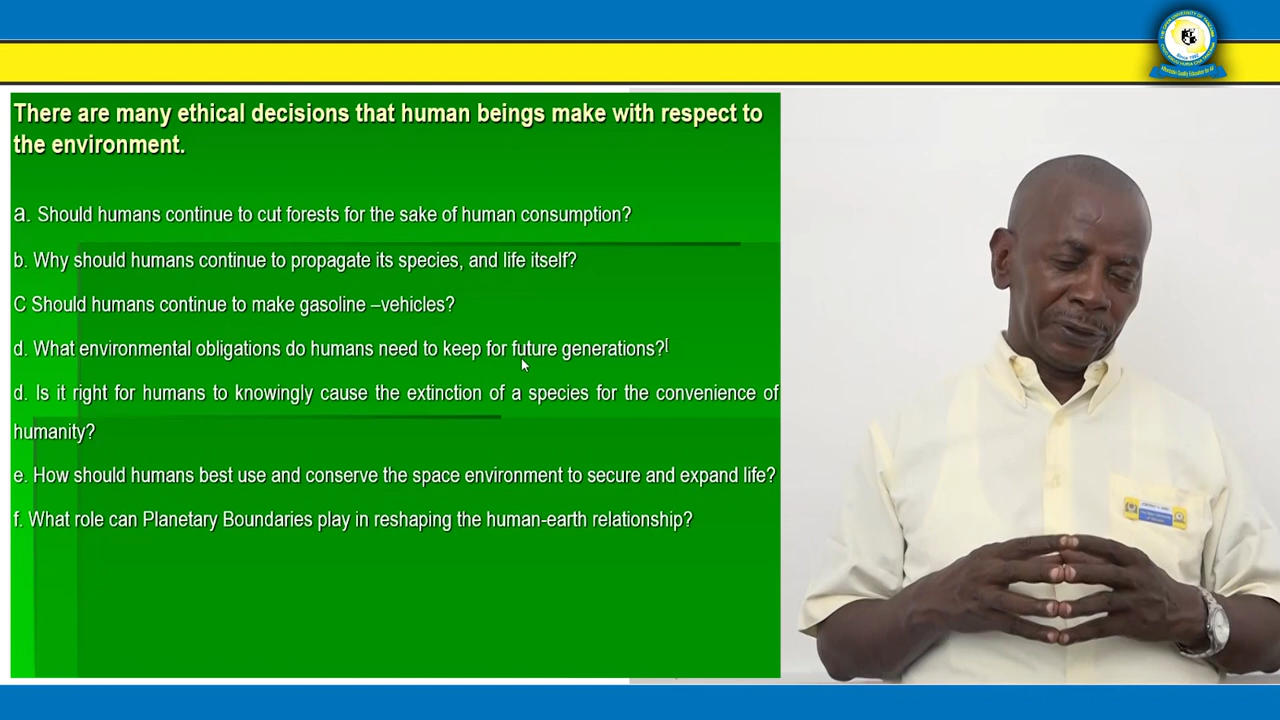 There are many ethical decisions that human beings make with respect to
the environment.
a. Should humans continue to cut forests for the sake of human consumption?
b. Why should humans continue to propagate its species, and life itself?
C Should humans continue to make gasoline –vehicles?
d. What environmental obligations do humans need to keep for future generations?[
d. Is it right for humans to knowingly cause the extinction of a species for the convenience of
humanity?
e. How should humans best use and conserve the space environment to secure and expand life?
f. What role can Planetary Boundaries play in reshaping the human-earth relationship?